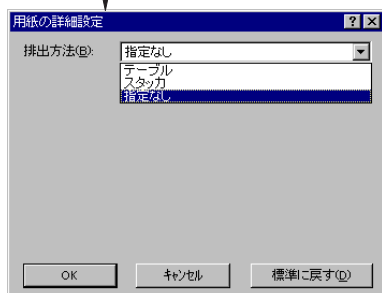 用紙の詳細設定
排出方法(B): 指定なし
テーブル
スタッカ
指定なし
OK キャンセル 標準に戻す(D)